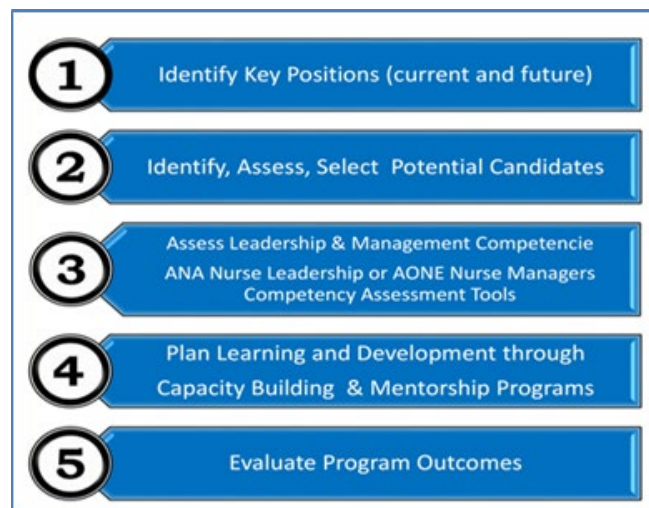 1
Identify Key Positions (current and future)
2
Identify, Assess, Select Potential Candidates
3
Assess Leadership & Management Competencie
ANA Nurse Leadership or AONE Nurse Managers
Competency Assessment Tools
4
Plan Learning and Development through
Capacity Building & Mentorship Programs
5
Evaluate Program Outcomes